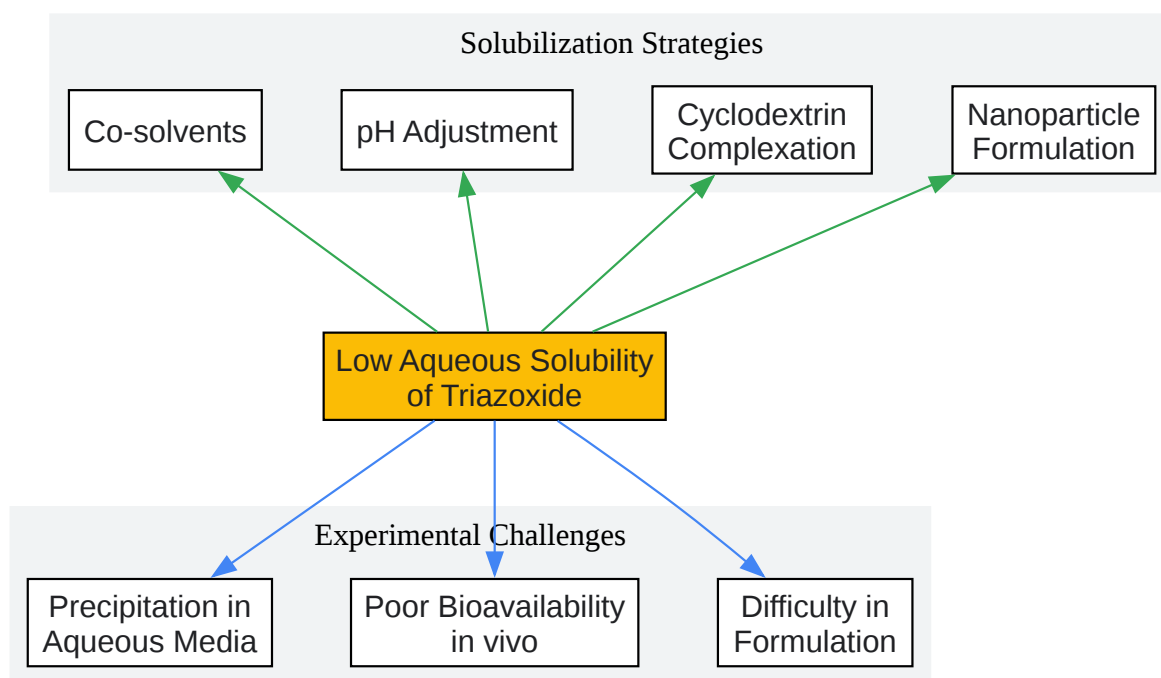 Solubilization Strategies
Co-solvents
pH Adjustment
Cyclodextrin
Complexation
Nanoparticle
Formulation
Low Aqueous Solubility
of Triazoxide
Experimental Challenges
Precipitation in
Aqueous Media
Poor Bioavailability
in vivo
Difficulty in
Formulation